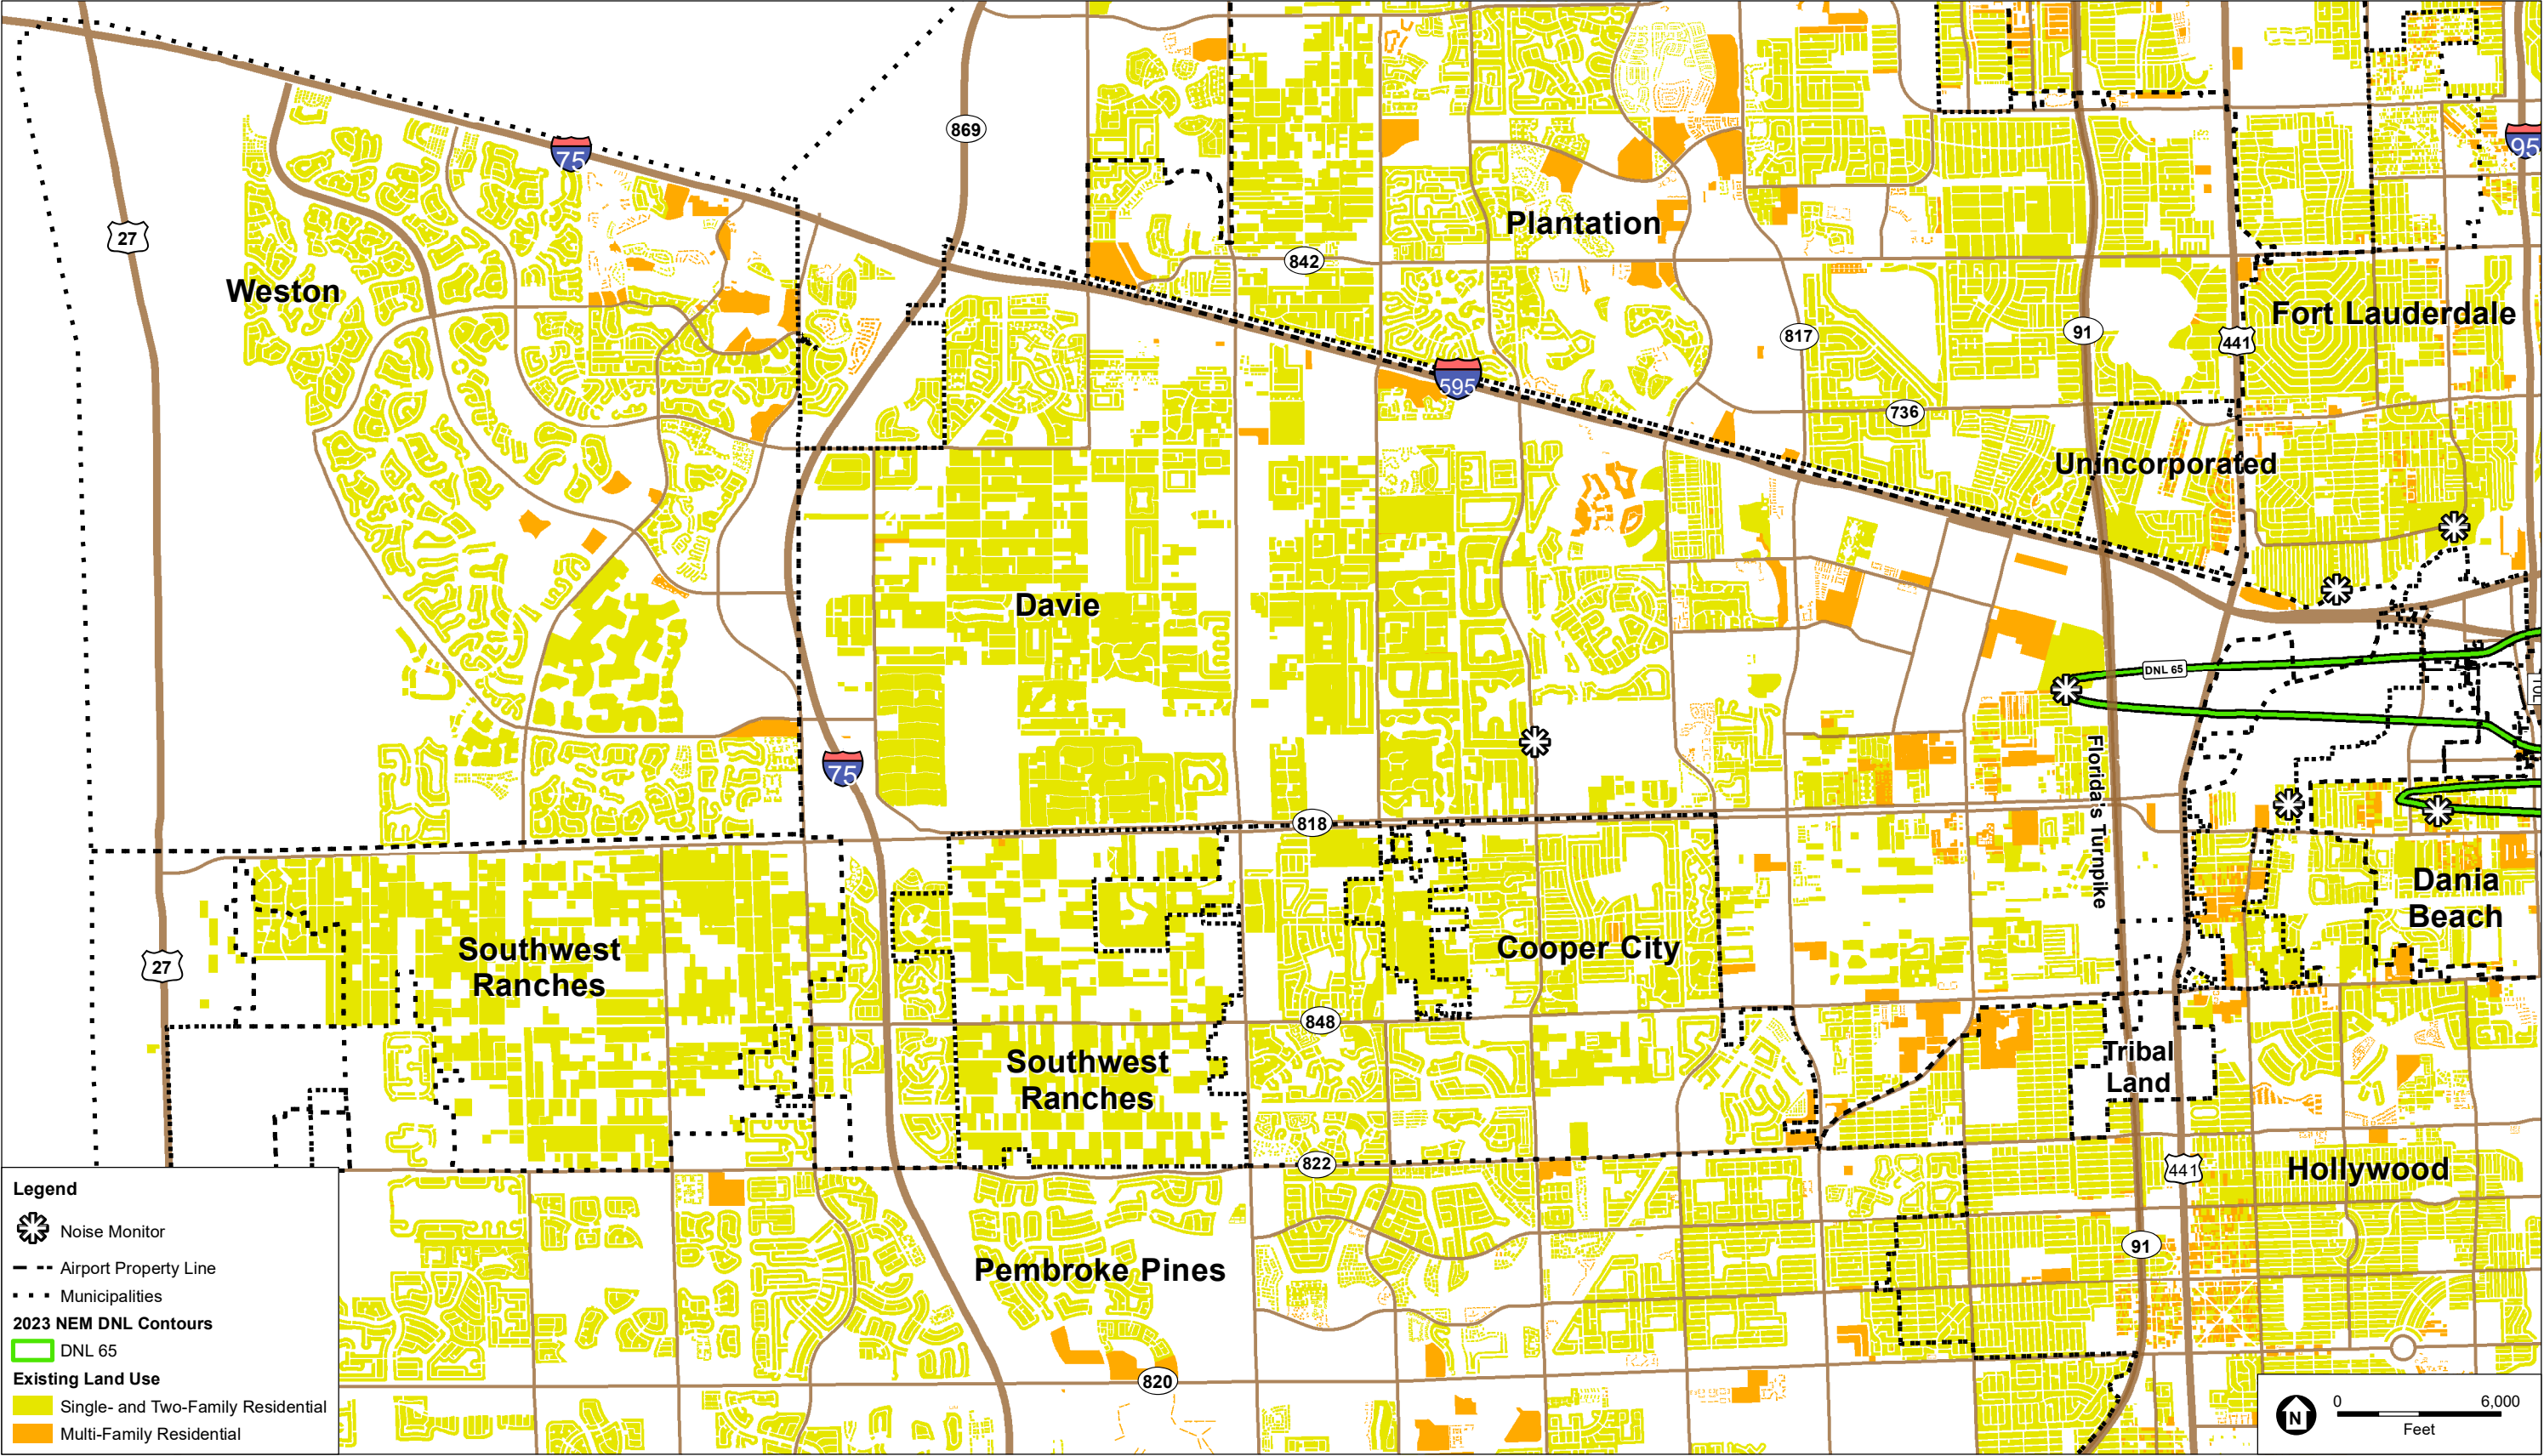 869
75
95
27
Plantation
842
Weston
Fort Lauderdale
817
91
441
595
736
Unincorporated
Davie
DNL 65
75
Florida's Turnpike
818
Dania
Beach
Southwest
Ranches
Cooper City
27
848
Tribal
Land
Southwest
Ranches
822
441
Hollywood
91
Pembroke Pines
820
Legend
Noise Monitor
Airport Property Line
Municipalities
2023 NEM DNL Contours
DNL 65
Existing Land Use
Single- and Two-Family Residential
Multi-Family Residential
N
0 6,000
Feet